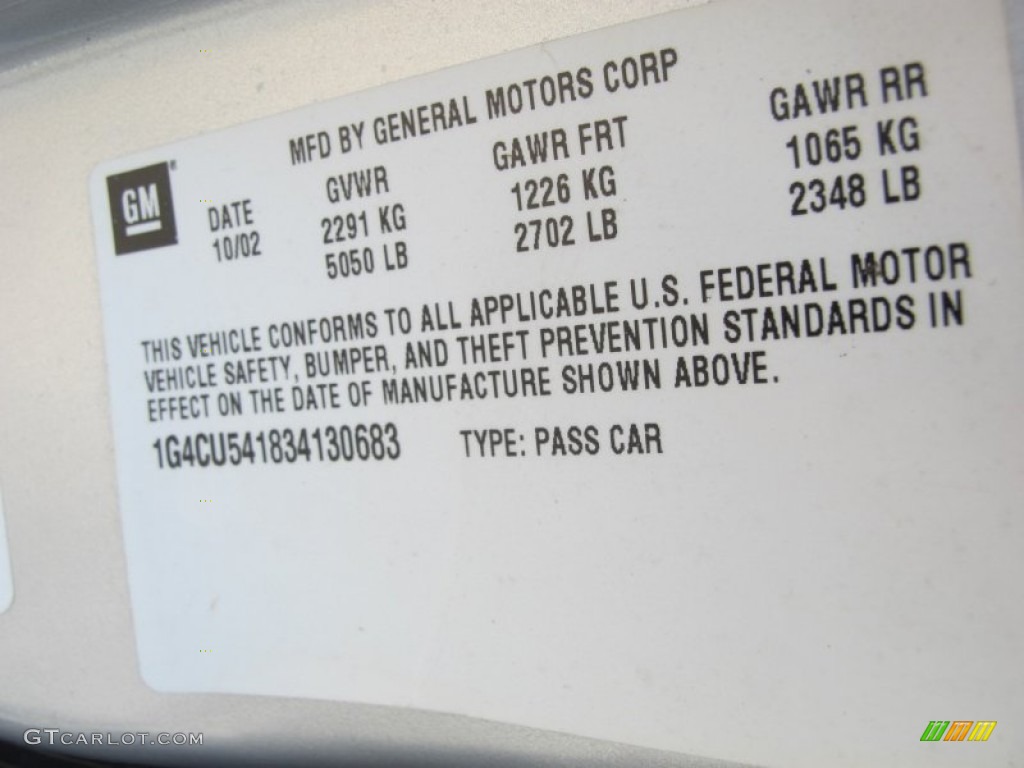 MFD BY GENERAL MOTORS CORP
GM®
DATE GVWR GAWR FRT GAWR RR
10/02 2291 KG 1226 KG 1065 KG
5050 LB 2702 LB 2348 LB
THIS VEHICLE CONFORMS TO ALL APPLICABLE U.S. FEDERAL MOTOR
VEHICLE SAFETY, BUMPER, AND THEFT PREVENTION STANDARDS IN
EFFECT ON THE DATE OF MANUFACTURE SHOWN ABOVE.
1G4CU541834130683 TYPE: PASS CAR
GTCARLOT.COM